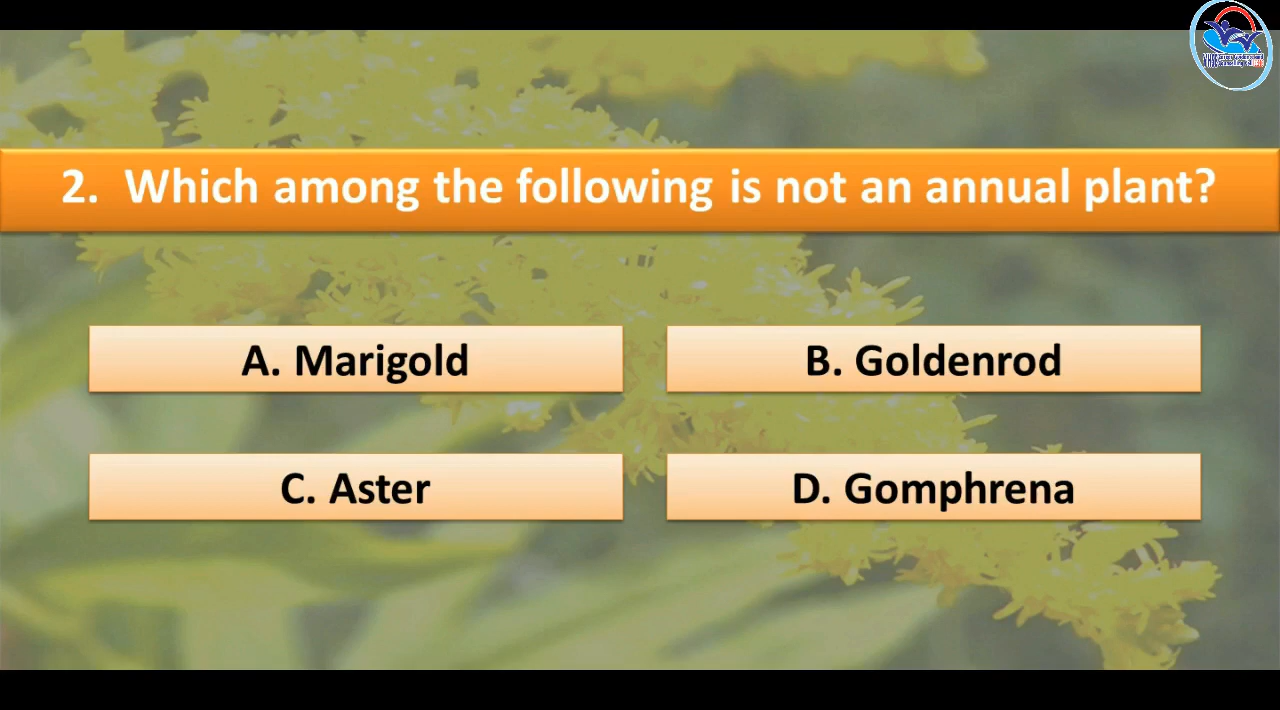 2. Which among the following is not an annual plant?
A. Marigold
B. Goldenrod
C. Aster
D. Gomphrena